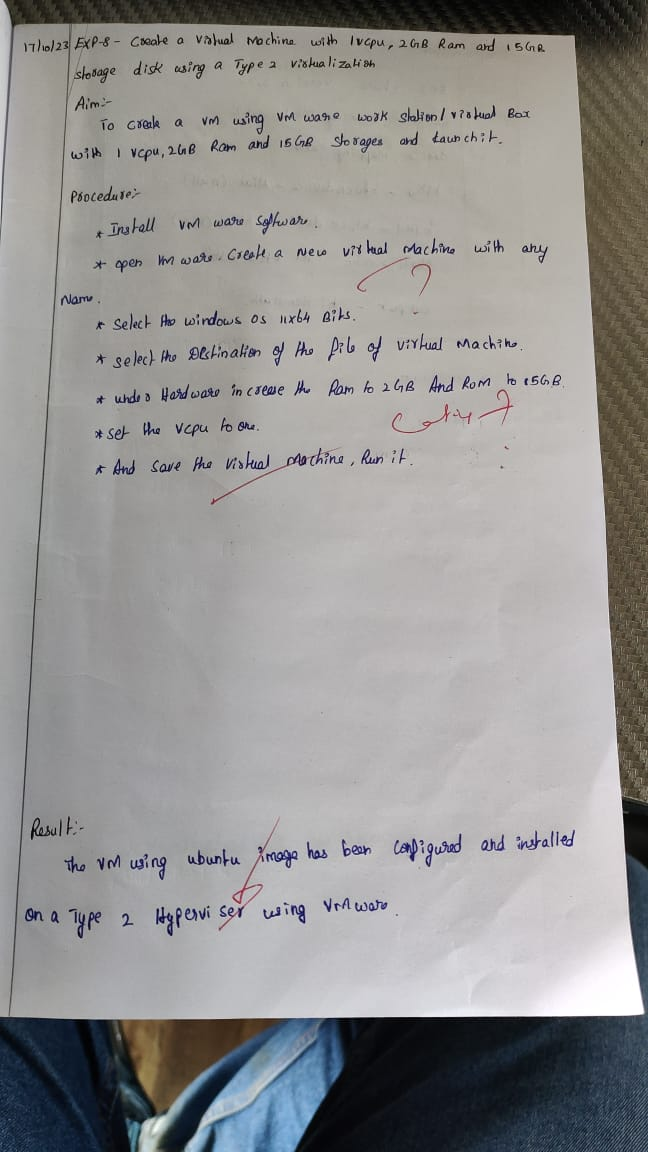 17/10/23 EXP-8 - Create a Virtual Machine with 1vcpu, 2GB Ram and 15GB
storage disk using a Type 2 virtualization
Aim:-
To Create a VM using VM ware work station/virtual Box
with 1 vcpu, 2GB Ram and 15GB Storages and Launch it.
Procedure:-
* Install VM ware software.
* open VM ware. Create a New virtual Machine with any
Name.
* Select the windows OS 11x64 Bits.
* select the Destination of the file of virtual Machine.
* under Hardware increase the Ram to 2GB And ROM to 15GB.
* set the vcpu to one.
* And save the virtual machine, Run it.
Result:-
The VM using ubuntu image has been configured and installed
on a Type 2 Hyperviser using VM ware.